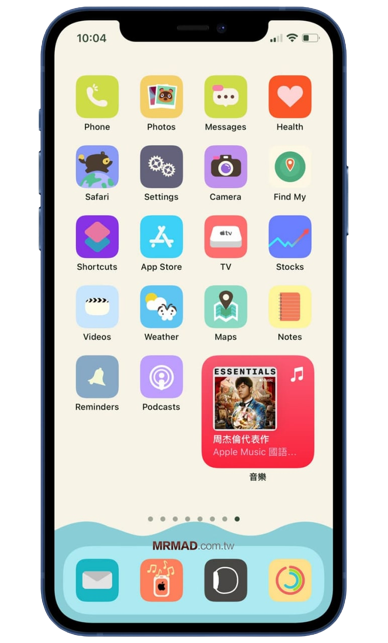 10:04
Phone
Photos
Messages
Health
Safari
Settings
Camera
Find My
Shortcuts
App Store
tv
TV
Stocks
Videos
Weather
Maps
Notes
Reminders
Podcasts
ESSENTIALS
周杰倫代表作
Apple Music 國語...
音樂
MRMAD.com.tw